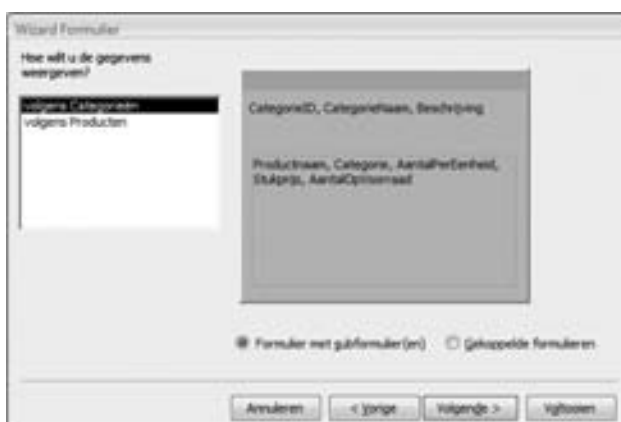 Wizard Formulier
Hoe wilt u de gegevens
weergeven?
volgens Categorieën
volgens Producten
CategorieID, CategorieNaam, Beschrijving
Productnaam, Categorie, AantalPerEenheid,
Stukprijs, AantalOpVoorraad
Formulier met subformulier(en)
Gekoppelde formulieren
Annuleren
< Vorige
Volgende >
Voltooien